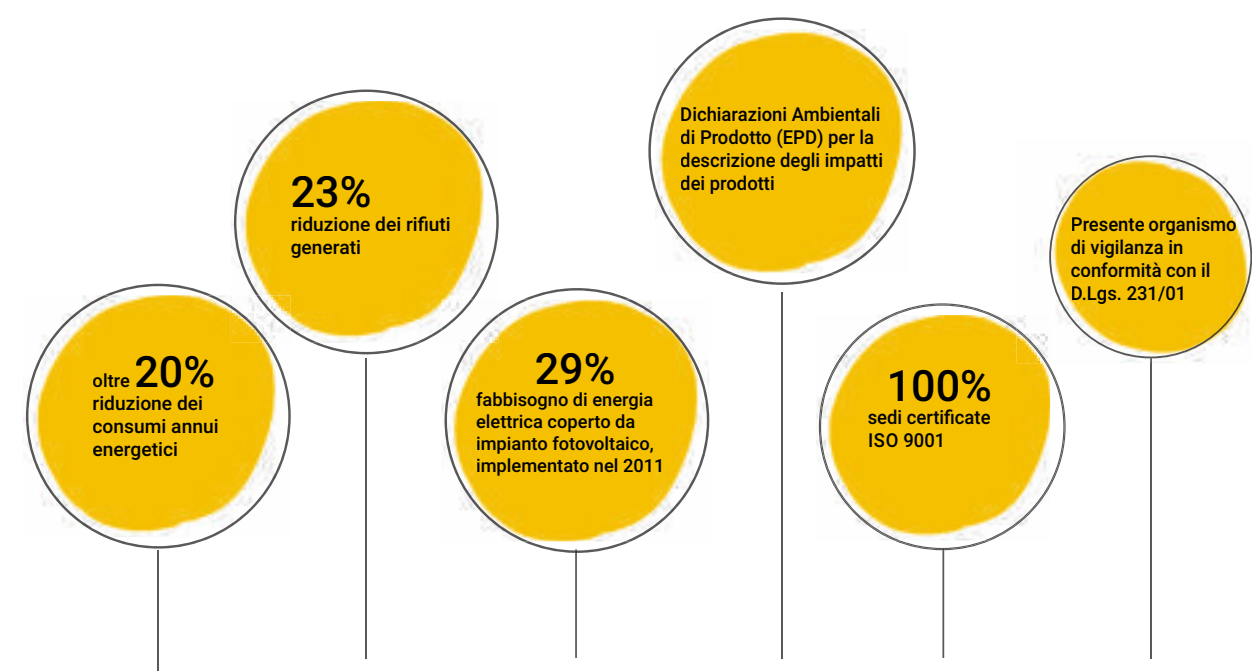 oltre 20%
riduzione dei
consumi annui
energetici
23%
riduzione dei rifiuti
generati
29%
fabbisogno di energia
elettrica coperto da
impianto fotovoltaico,
implementato nel 2011
Dichiarazioni Ambientali
di Prodotto (EPD) per la
descrizione degli impatti
dei prodotti
100%
sedi certificate
ISO 9001
Presente organismo
di vigilanza in
conformità con il
D.Lgs. 231/01